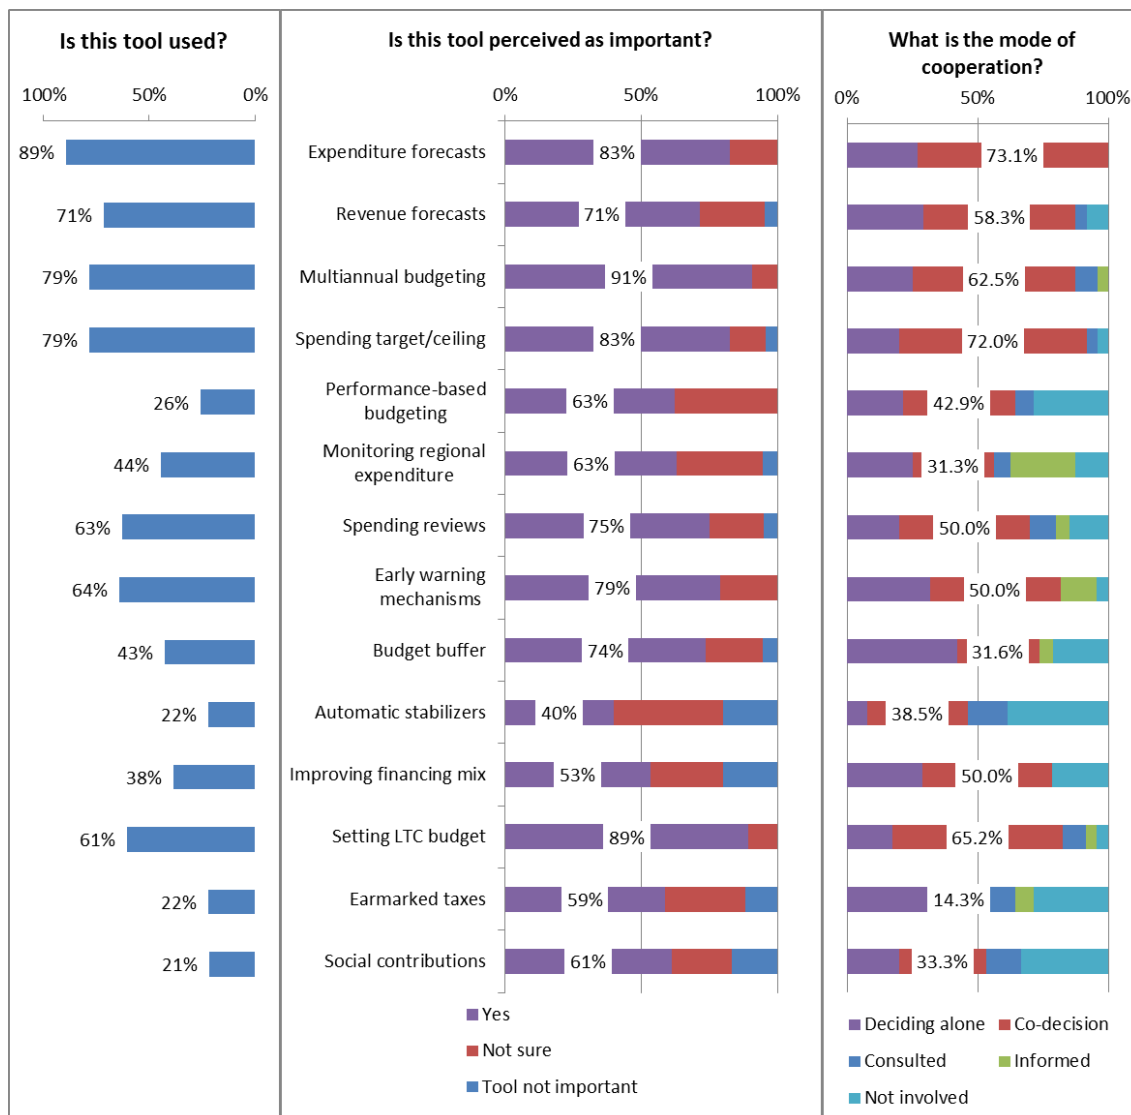 Is this tool used?
Is this tool perceived as important?
What is the mode of
cooperation?
100% 50% 0%
0% 50% 100%
0% 50% 100%
89% Expenditure forecasts 83% 73.1%
71% Revenue forecasts 71% 58.3%
79% Multiannual budgeting 91% 62.5%
79% Spending target/ceiling 83% 72.0%
26% Performance-based
budgeting 63% 42.9%
44% Monitoring regional
expenditure 63% 31.3%
63% Spending reviews 75% 50.0%
64% Early warning
mechanisms 79% 50.0%
43% Budget buffer 74% 31.6%
22% Automatic stabilizers 40% 38.5%
38% Improving financing mix 53% 50.0%
61% Setting LTC budget 89% 65.2%
22% Earmarked taxes 59% 14.3%
21% Social contributions 61% 33.3%
Yes
Not sure
Tool not important
Deciding alone Co-decision
Consulted Informed
Not involved